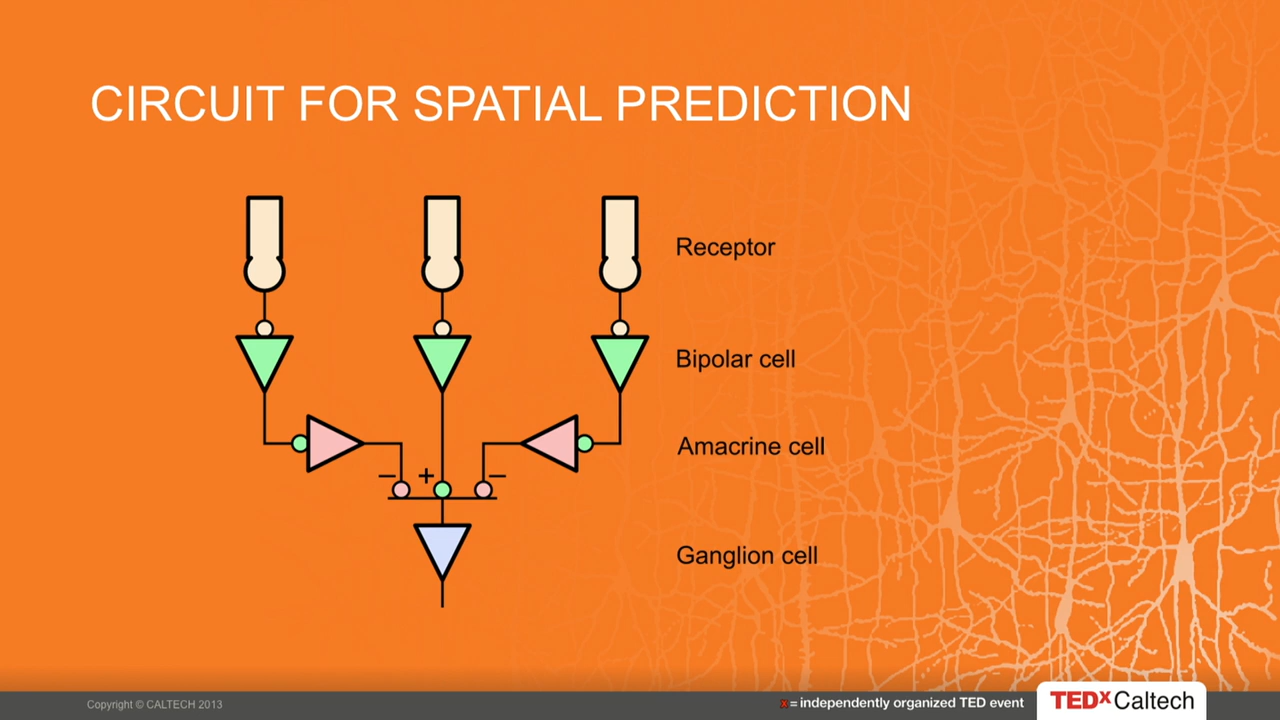 CIRCUIT FOR SPATIAL PREDICTION
Receptor
Bipolar cell
Amacrine cell
− + −
Ganglion cell
Copyright © CALTECH 2013
x = independently organized TED event
TEDxCaltech